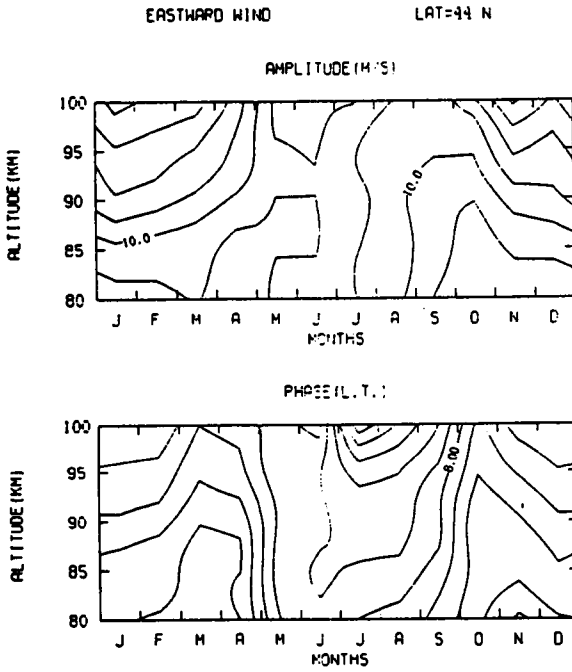 EASTWARD WIND LAT=44 N
AMPLITUDE(M/S)
ALTITUDE(KM)
100
95
90
85
80
10.0
10.0
J F M A M J J A S O N D
MONTHS
PHASE(L.T.)
ALTITUDE(KM)
100
95
90
85
80
8.00
J F M A M J J A S O N D
MONTHS